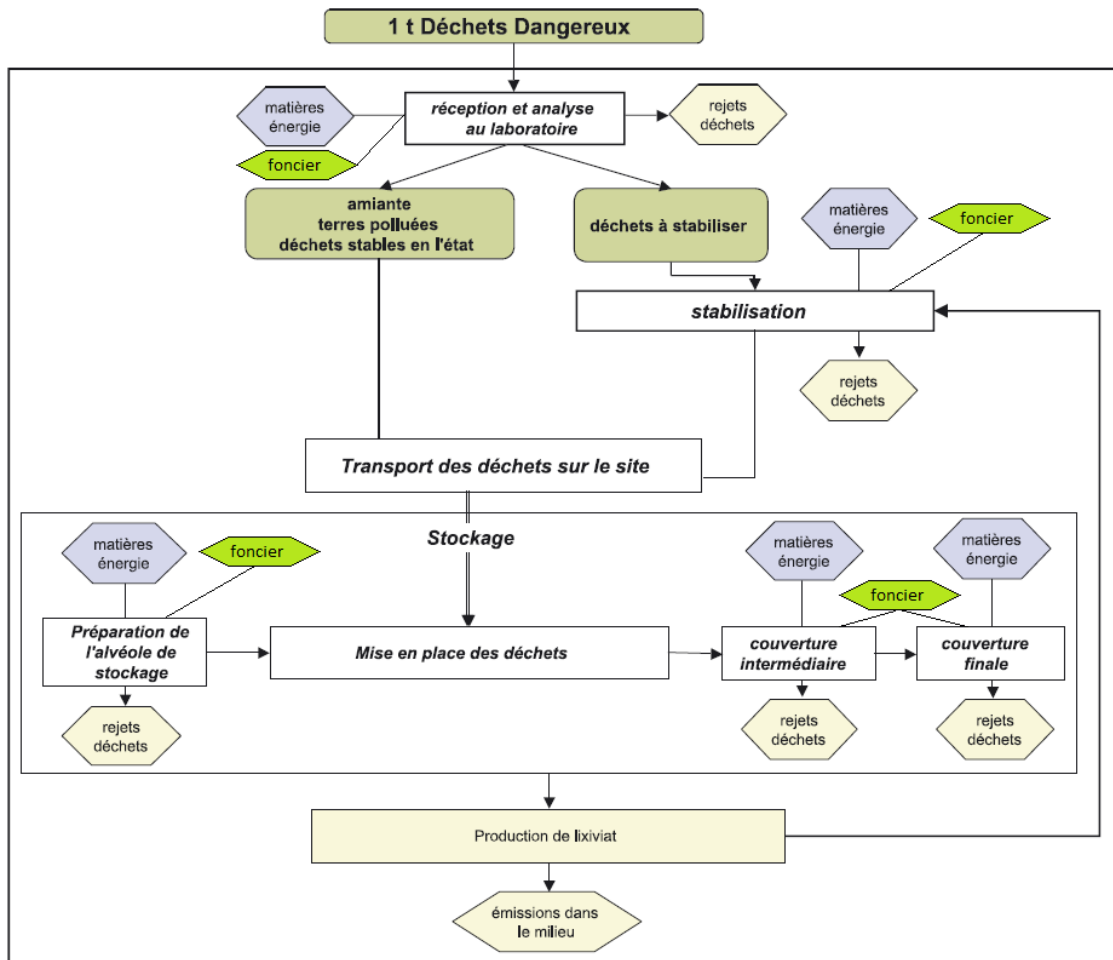 1 t Déchets Dangereux
matières
énergie
réception et analyse
au laboratoire
rejets
déchets
foncier
amiante
terres polluées
déchets stables en l'état
déchets à stabiliser
matières
énergie
foncier
stabilisation
rejets
déchets
Transport des déchets sur le site
Stockage
matières
énergie
foncier
matières
énergie
matières
énergie
foncier
Préparation de
l'alvéole de
stockage
Mise en place des déchets
couverture
intermédiaire
couverture
finale
rejets
déchets
rejets
déchets
rejets
déchets
Production de lixiviat
émissions dans
le milieu